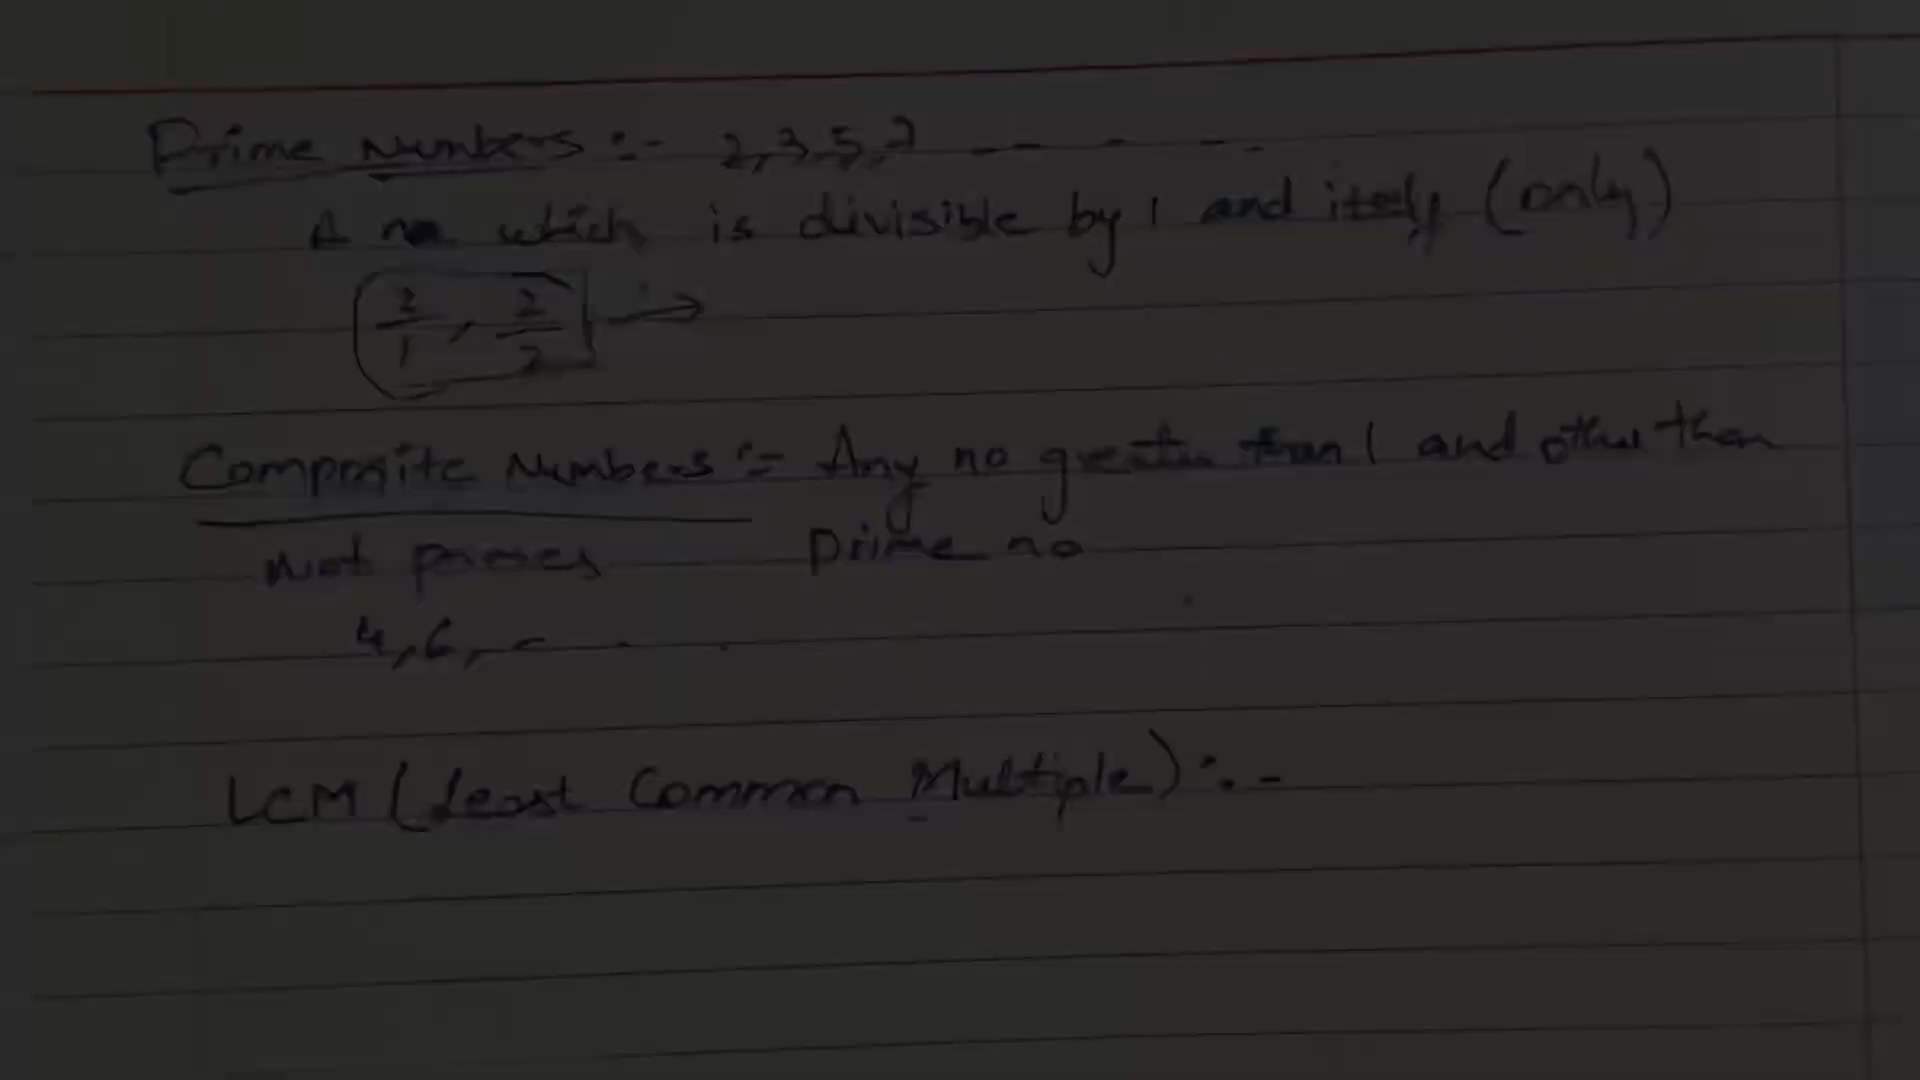 Prime Numbers :- 2,3,5,7 - - - - -
A no which is divisible by 1 and itself (only)
2/1 , 2/2 →
Composite Numbers :- Any no greater than 1 and other than
not primes prime no
4,6, - - -
LCM (Least Common Multiple) :-